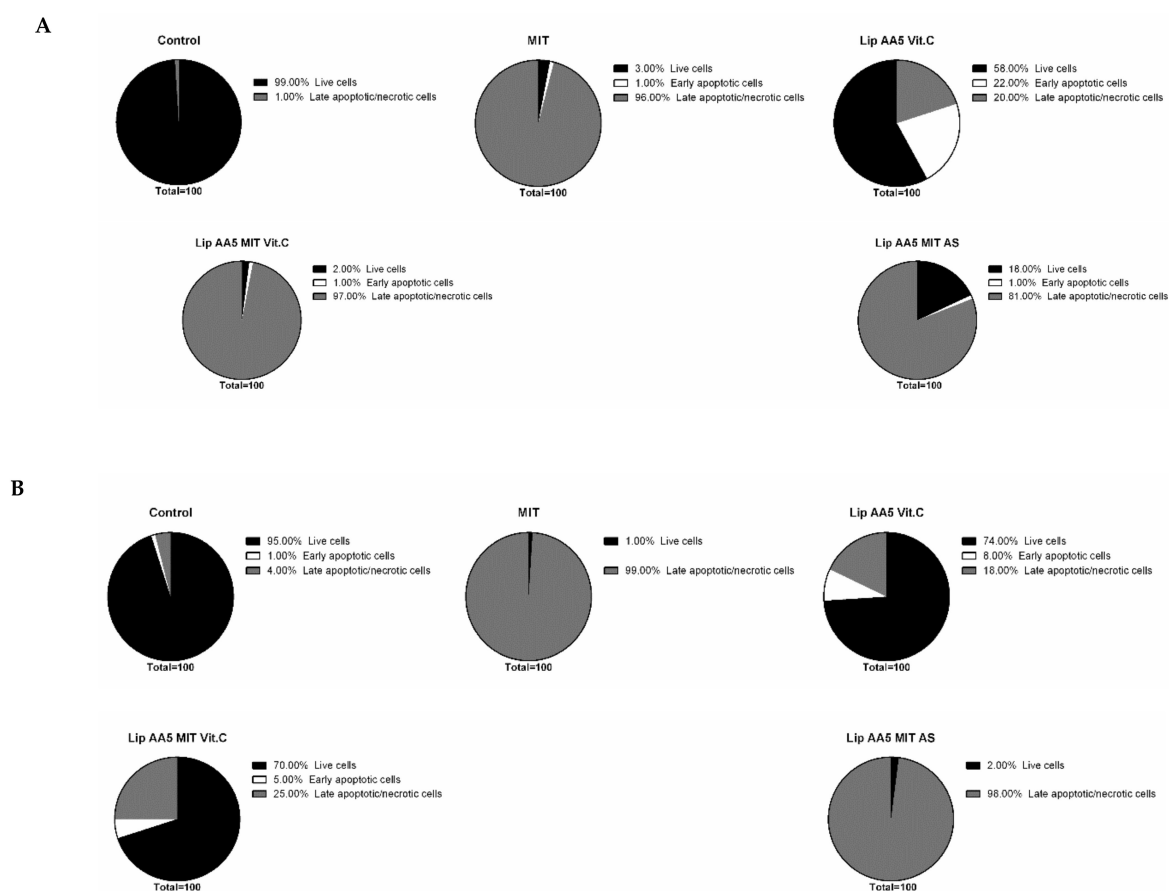 A
Control
99.00% Live cells
1.00% Late apoptotic/necrotic cells
Total=100
MIT
3.00% Live cells
1.00% Early apoptotic cells
96.00% Late apoptotic/necrotic cells
Total=100
Lip AA5 Vit.C
58.00% Live cells
22.00% Early apoptotic cells
20.00% Late apoptotic/necrotic cells
Total=100
Lip AA5 MIT Vit.C
2.00% Live cells
1.00% Early apoptotic cells
97.00% Late apoptotic/necrotic cells
Total=100
Lip AA5 MIT AS
18.00% Live cells
1.00% Early apoptotic cells
81.00% Late apoptotic/necrotic cells
Total=100
B
Control
95.00% Live cells
1.00% Early apoptotic cells
4.00% Late apoptotic/necrotic cells
Total=100
MIT
1.00% Live cells
99.00% Late apoptotic/necrotic cells
Total=100
Lip AA5 Vit.C
74.00% Live cells
8.00% Early apoptotic cells
18.00% Late apoptotic/necrotic cells
Total=100
Lip AA5 MIT Vit.C
70.00% Live cells
5.00% Early apoptotic cells
25.00% Late apoptotic/necrotic cells
Total=100
Lip AA5 MIT AS
2.00% Live cells
98.00% Late apoptotic/necrotic cells
Total=100